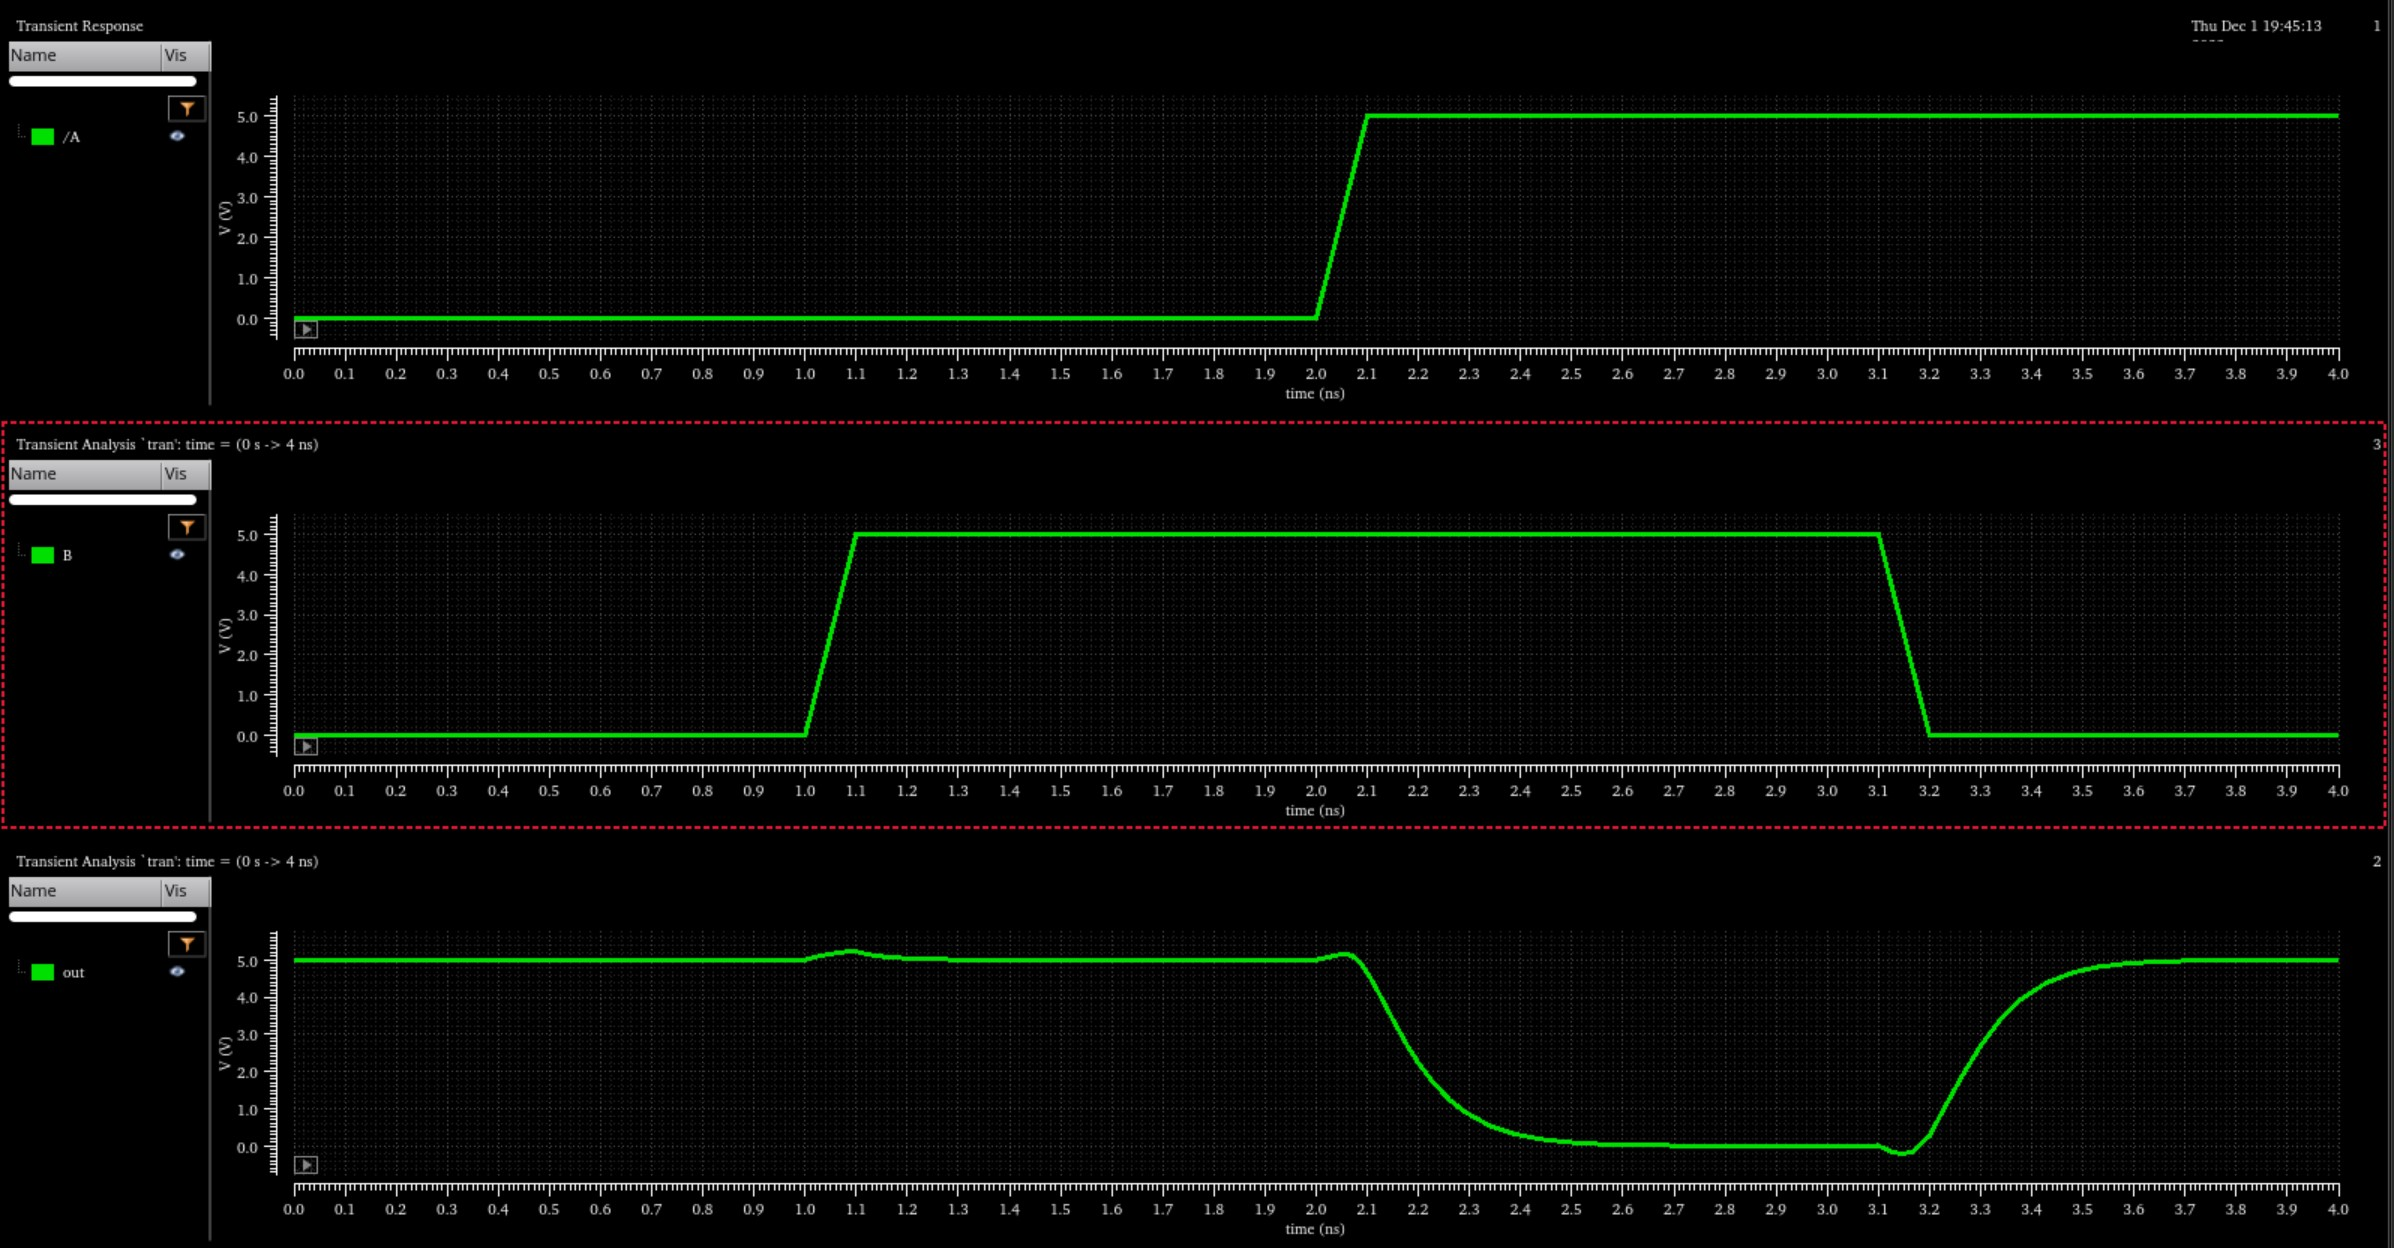 Transient Response
Thu Dec 1 19:45:13 1
Name Vis
/A
5.0
4.0
3.0
2.0
1.0
0.0
V (V)
0.0 0.1 0.2 0.3 0.4 0.5 0.6 0.7 0.8 0.9 1.0 1.1 1.2 1.3 1.4 1.5 1.6 1.7 1.8 1.9 2.0 2.1 2.2 2.3 2.4 2.5 2.6 2.7 2.8 2.9 3.0 3.1 3.2 3.3 3.4 3.5 3.6 3.7 3.8 3.9 4.0
time (ns)
Transient Analysis `tran': time = (0 s -> 4 ns) 3
Name Vis
B
5.0
4.0
3.0
2.0
1.0
0.0
V (V)
0.0 0.1 0.2 0.3 0.4 0.5 0.6 0.7 0.8 0.9 1.0 1.1 1.2 1.3 1.4 1.5 1.6 1.7 1.8 1.9 2.0 2.1 2.2 2.3 2.4 2.5 2.6 2.7 2.8 2.9 3.0 3.1 3.2 3.3 3.4 3.5 3.6 3.7 3.8 3.9 4.0
time (ns)
Transient Analysis `tran': time = (0 s -> 4 ns) 2
Name Vis
out
5.0
4.0
3.0
2.0
1.0
0.0
V (V)
0.0 0.1 0.2 0.3 0.4 0.5 0.6 0.7 0.8 0.9 1.0 1.1 1.2 1.3 1.4 1.5 1.6 1.7 1.8 1.9 2.0 2.1 2.2 2.3 2.4 2.5 2.6 2.7 2.8 2.9 3.0 3.1 3.2 3.3 3.4 3.5 3.6 3.7 3.8 3.9 4.0
time (ns)